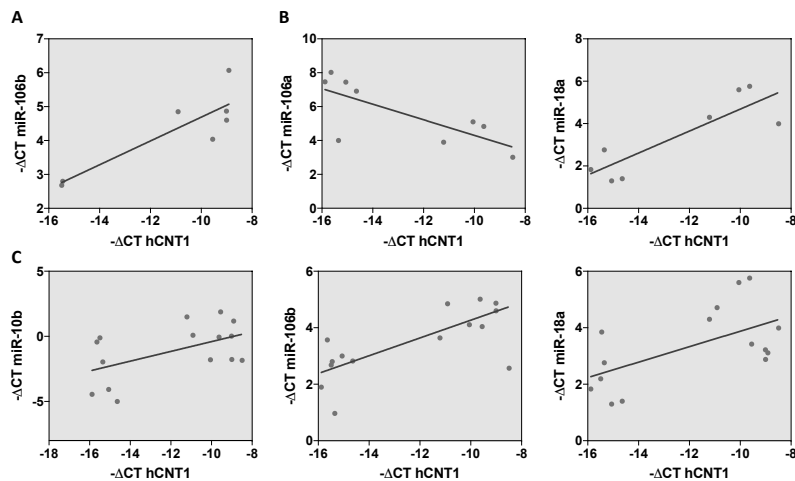 A
7
6
5
4
3
2
-16 -14 -12 -10 -8
-ΔCT hCNT1
-ΔCT miR-106b
B
10
8
6
4
2
0
-16 -14 -12 -10 -8
-ΔCT hCNT1
-ΔCT miR-106a
8
6
4
2
0
-16 -14 -12 -10 -8
-ΔCT hCNT1
-ΔCT miR-18a
C
5
0
-5
-18 -16 -14 -12 -10 -8
-ΔCT hCNT1
-ΔCT miR-10b
6
4
2
0
-16 -14 -12 -10 -8
-ΔCT hCNT1
-ΔCT miR-106b
6
4
2
0
-16 -14 -12 -10 -8
-ΔCT hCNT1
-ΔCT miR-18a